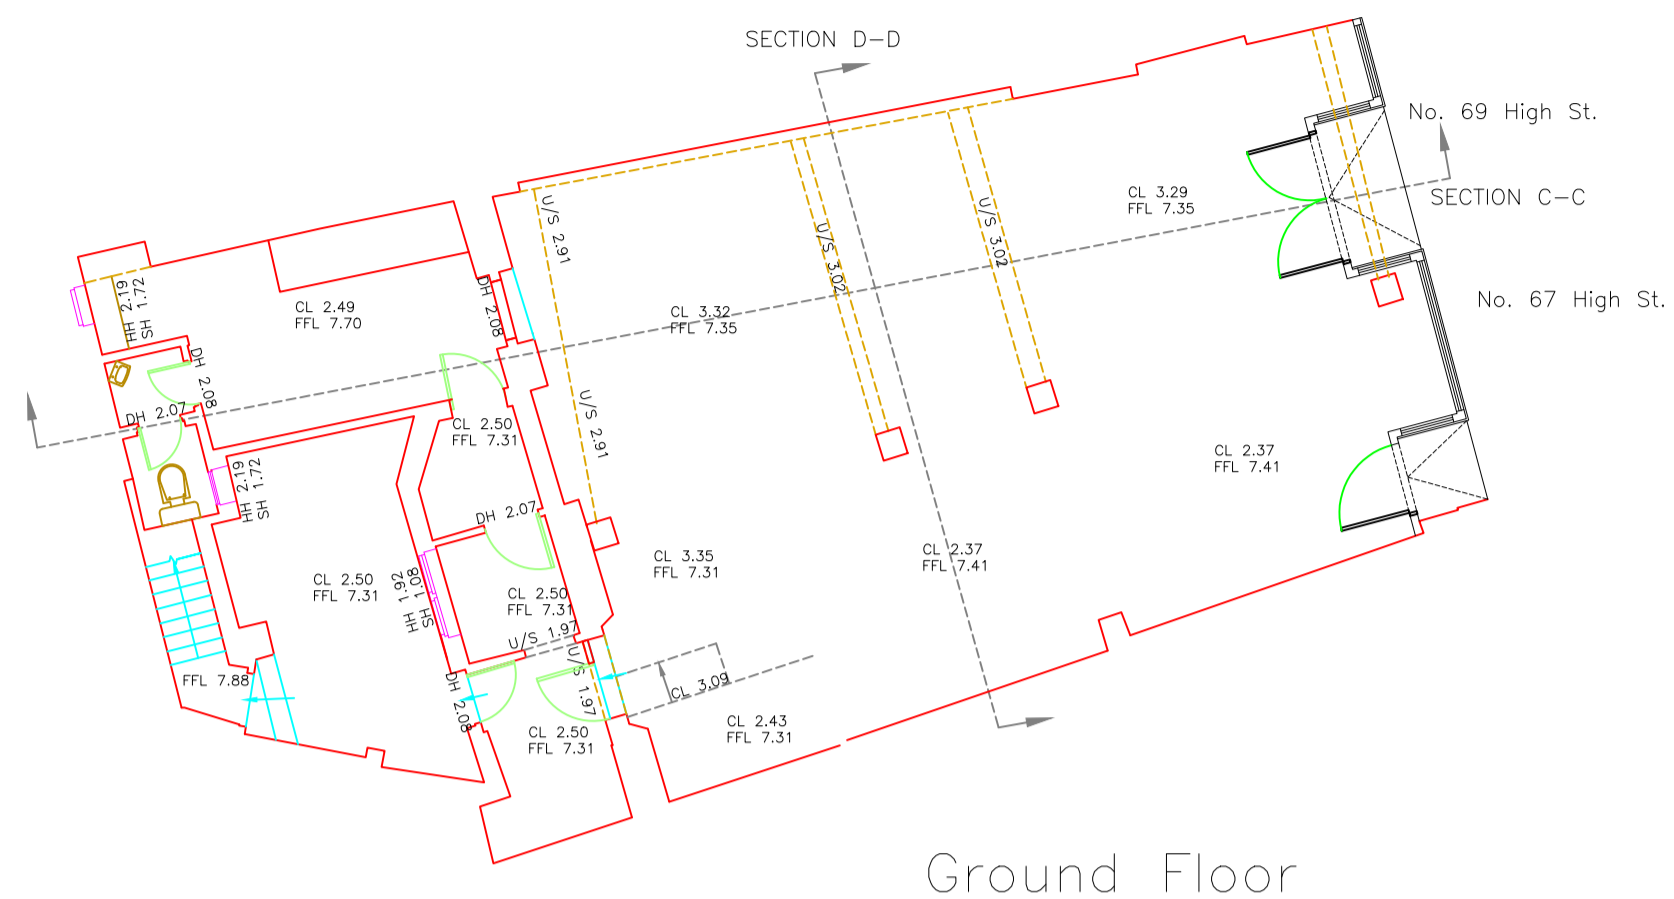 SECTION D-D
No. 69 High St.
SECTION C-C
No. 67 High St.
CL 3.29
FFL 7.35
U/S 2.91
U/S 3.02
U/S 3.02
HH 2.19
SH 1.72
CL 2.49
FFL 7.70
DH 2.08
CL 3.32
FFL 7.35
DH 2.08
DH 2.07
CL 2.50
FFL 7.31
U/S 2.91
CL 2.37
FFL 7.41
HH 2.19
SH 1.72
DH 2.07
CL 3.35
FFL 7.31
CL 2.37
FFL 7.41
CL 2.50
FFL 7.31
HH 1.92
SH 1.08
CL 2.50
FFL 7.31
U/S 1.97
U/S 1.97
FFL 7.88
DH 2.08
CL 3.09
CL 2.50
FFL 7.31
CL 2.43
FFL 7.31
Ground Floor